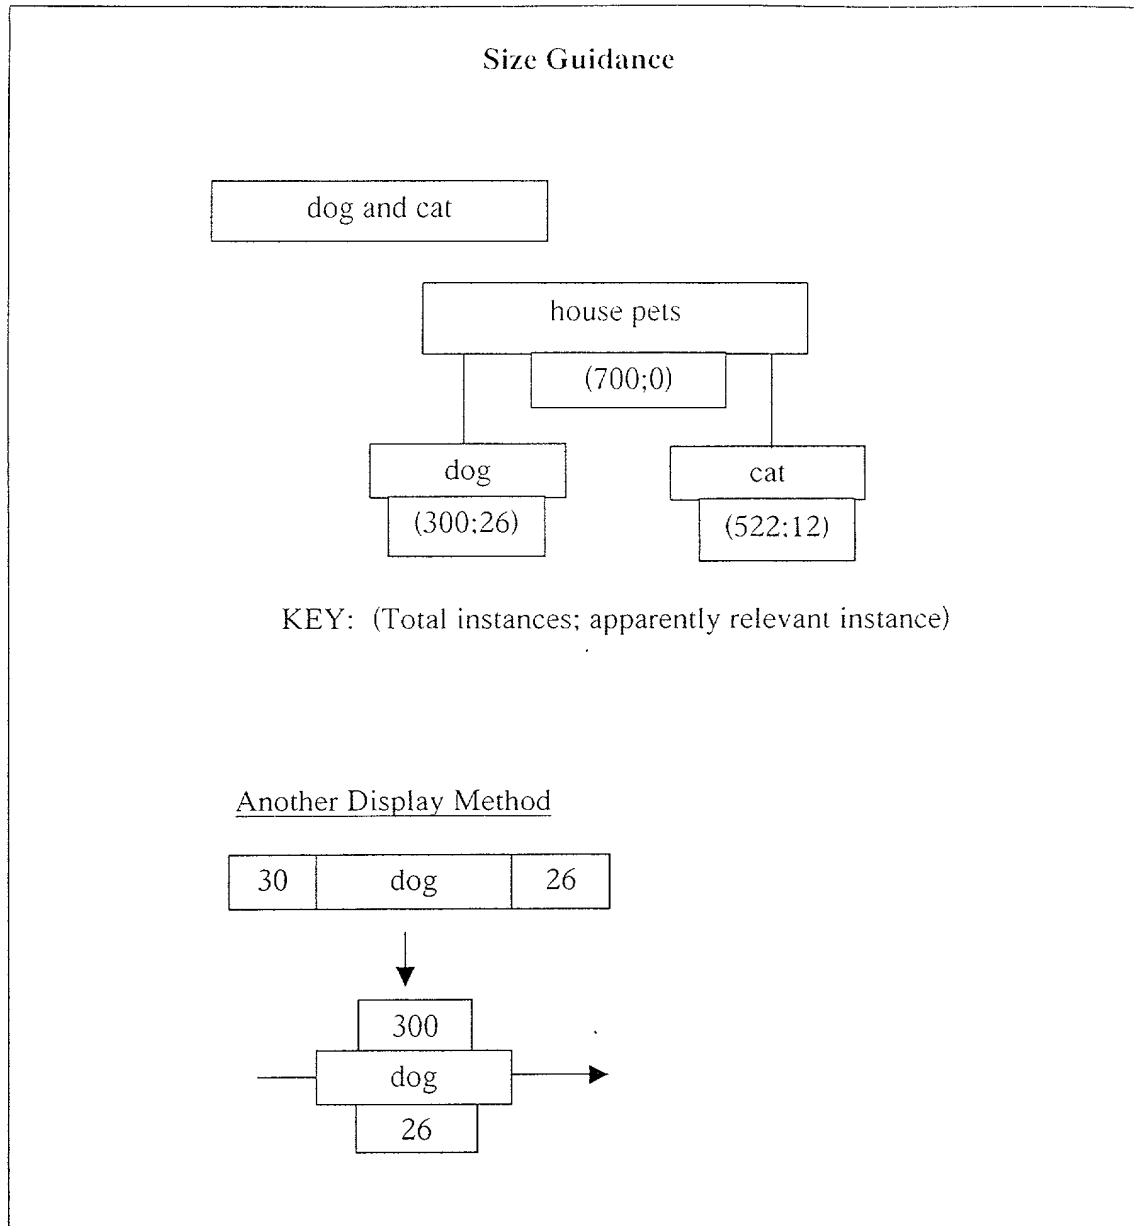 Size Guidance
dog and cat
house pets
(700;0)
dog
cat
(300;26)
(522;12)
KEY: (Total instances; apparently relevant instance)
Another Display Method
30 dog 26
300
dog
26